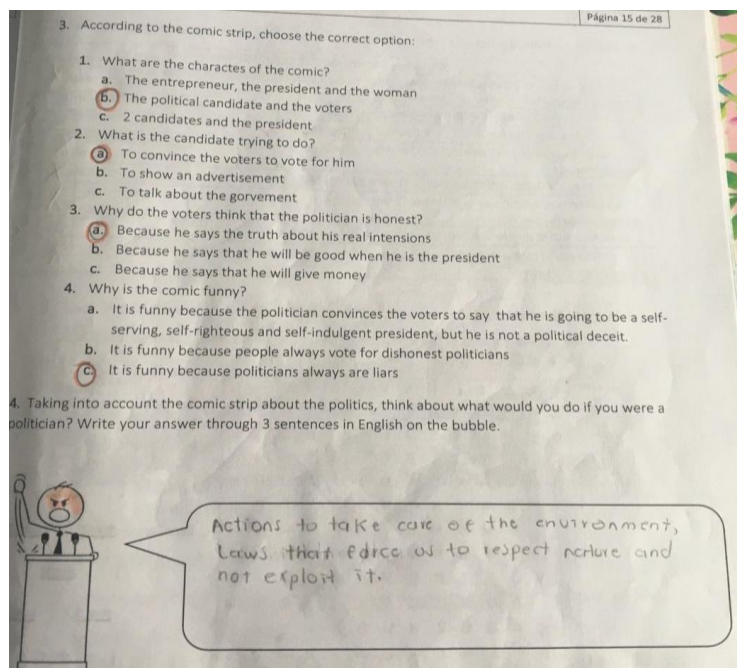 Página 15 de 28
3. According to the comic strip, choose the correct option:
1. What are the charactes of the comic?
a. The entrepreneur, the president and the woman
b. The political candidate and the voters
c. 2 candidates and the president
2. What is the candidate trying to do?
a To convince the voters to vote for him
b. To show an advertisement
c. To talk about the gorvement
3. Why do the voters think that the politician is honest?
a. Because he says the truth about his real intensions
b. Because he says that he will be good when he is the president
c. Because he says that he will give money
4. Why is the comic funny?
a. It is funny because the politician convinces the voters to say that he is going to be a self-
serving, self-righteous and self-indulgent president, but he is not a political deceit.
b. It is funny because people always vote for dishonest politicians
c. It is funny because politicians always are liars
4. Taking into account the comic strip about the politics, think about what would you do if you were a
politician? Write your answer through 3 sentences in English on the bubble.
Actions to take care of the environment,
Laws that force us to respect nature and
not exploit it.